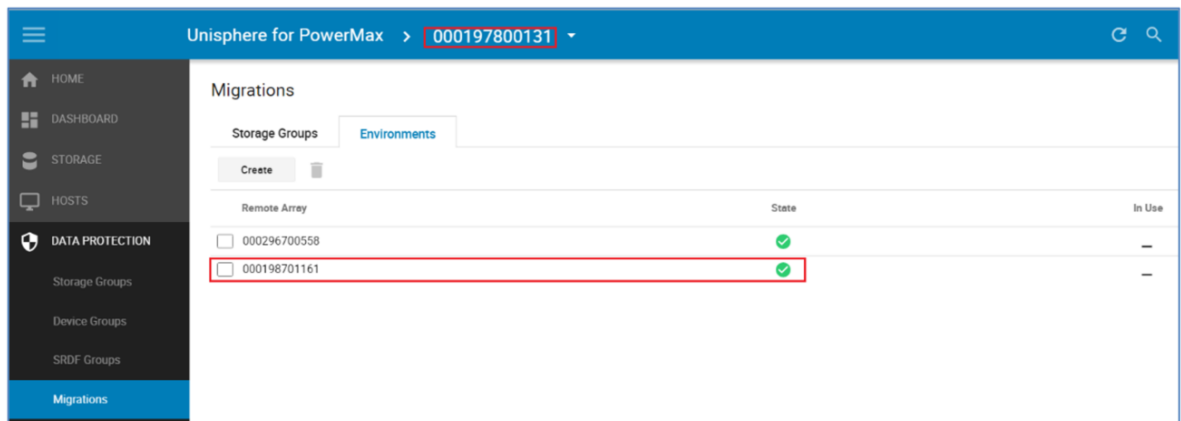 Unisphere for PowerMax > 000197800131
HOME
DASHBOARD
STORAGE
HOSTS
DATA PROTECTION
Storage Groups
Device Groups
SRDF Groups
Migrations
Migrations
Storage Groups Environments
Create
Remote Array State In Use
000296700558 –
000198701161 –